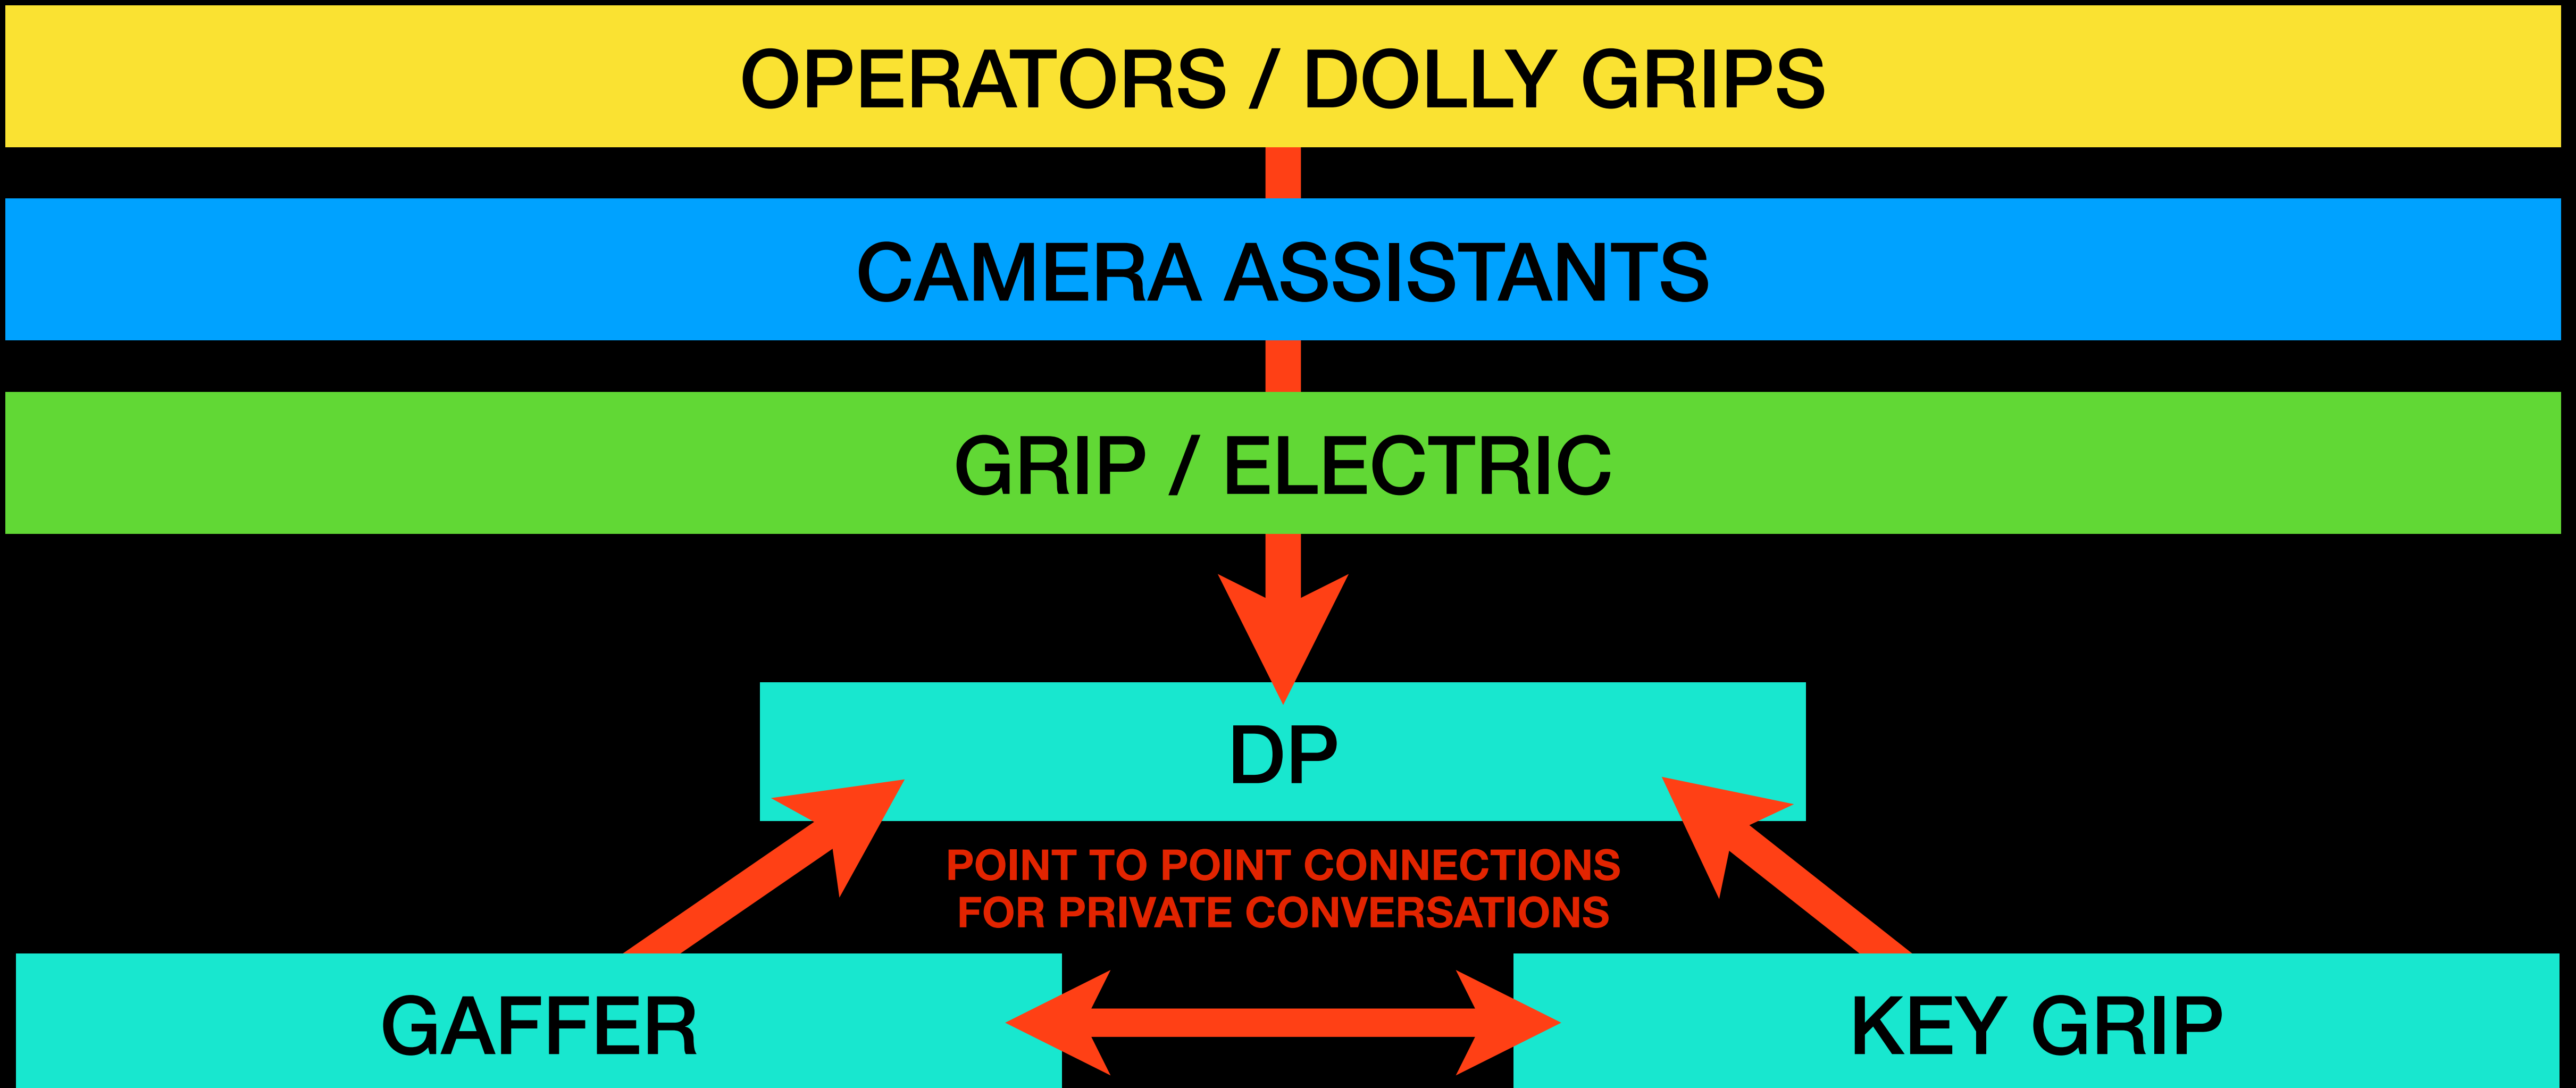 OPERATORS / DOLLY GRIPS
CAMERA ASSISTANTS
GRIP / ELECTRIC
DP
POINT TO POINT CONNECTIONS
FOR PRIVATE CONVERSATIONS
GAFFER
KEY GRIP